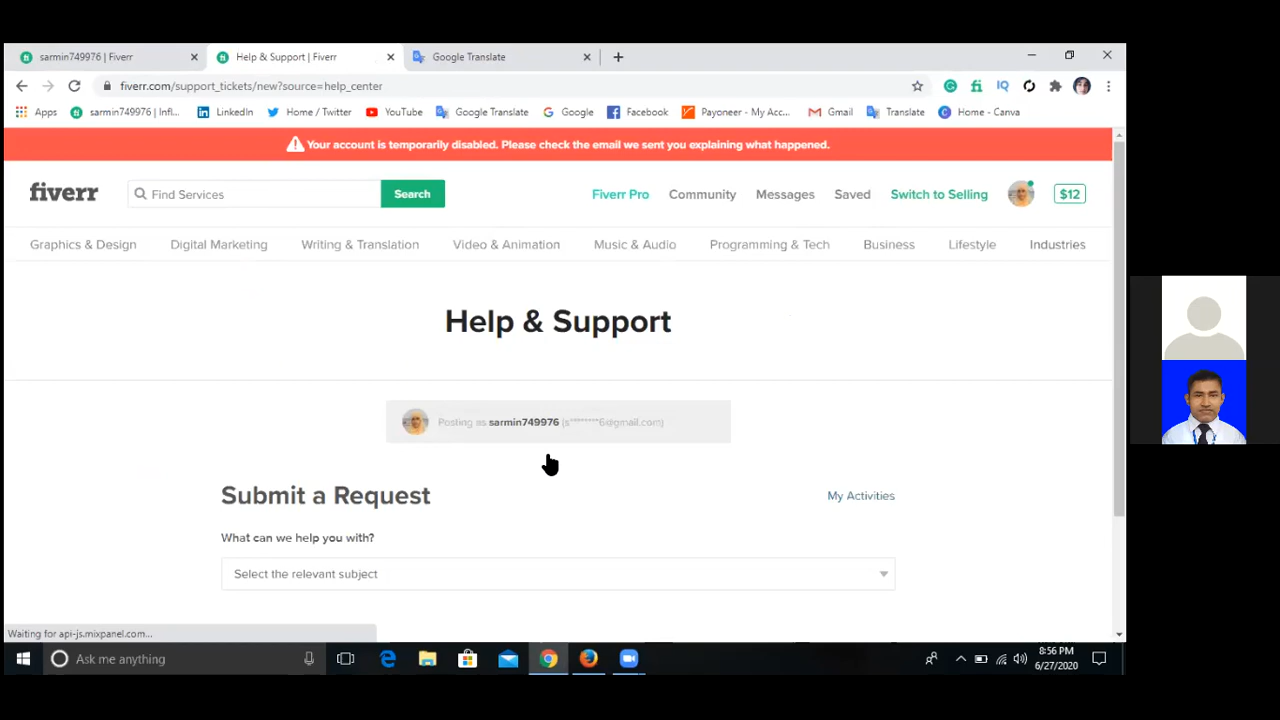 sarmin749976 | Fiverr
Help & Support | Fiverr
Google Translate
fiverr.com/support_tickets/new?source=help_center
Apps
sarmin749976 | Infl...
LinkedIn
Home / Twitter
YouTube
Google Translate
Google
Facebook
Payoneer - My Acc...
Gmail
Translate
Home - Canva
Your account is temporarily disabled. Please check the email we sent you explaining what happened.
fiverr
Find Services
Search
Fiverr Pro
Community
Messages
Saved
Switch to Selling
$12
Graphics & Design
Digital Marketing
Writing & Translation
Video & Animation
Music & Audio
Programming & Tech
Business
Lifestyle
Industries
Help & Support
Posting as sarmin749976 (s********6@gmail.com)
Submit a Request
My Activities
What can we help you with?
Select the relevant subject
Waiting for api-js.mixpanel.com...
Ask me anything
8:56 PM
6/27/2020